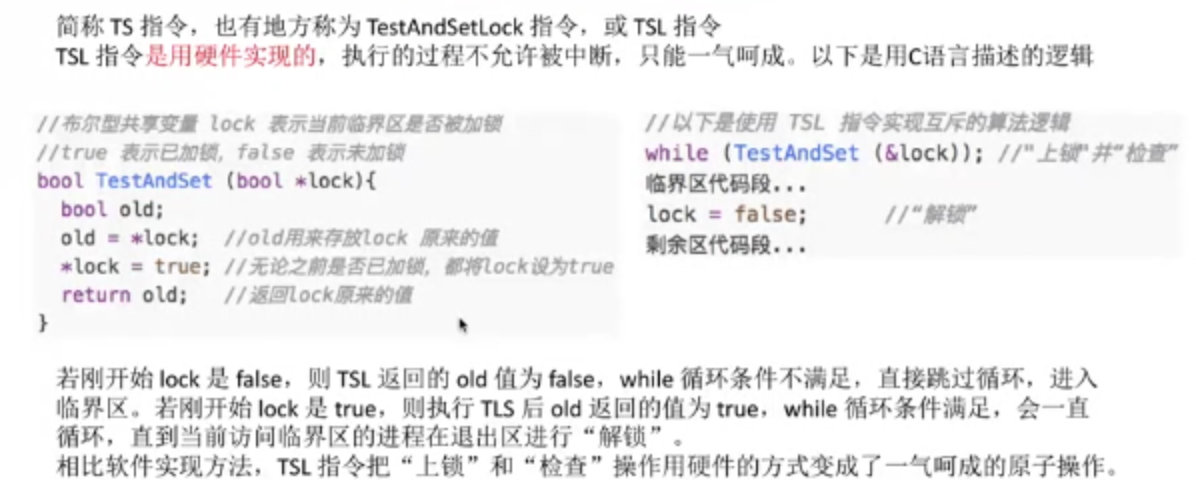 简称 TS 指令，也有地方称为 TestAndSetLock 指令，或 TSL 指令
TSL 指令是用硬件实现的，执行的过程不允许被中断，只能一气呵成。以下是用C语言描述的逻辑
//布尔型共享变量 lock 表示当前临界区是否被加锁
//true 表示已加锁，false 表示未加锁
bool TestAndSet (bool *lock){
bool old;
old = *lock; //old用来存放lock 原来的值
*lock = true; //无论之前是否已加锁，都将lock设为true
return old; //返回lock原来的值
}
//以下是使用 TSL 指令实现互斥的算法逻辑
while (TestAndSet (&lock)); //"上锁"并"检查"
临界区代码段...
lock = false; //"解锁"
剩余区代码段...
若刚开始 lock 是 false，则 TSL 返回的 old 值为 false，while 循环条件不满足，直接跳过循环，进入
临界区。若刚开始 lock 是 true，则执行 TLS 后 old 返回的值为 true，while 循环条件满足，会一直
循环，直到当前访问临界区的进程在退出区进行“解锁”。
相比软件实现方法，TSL 指令把“上锁”和“检查”操作用硬件的方式变成了一气呵成的原子操作。